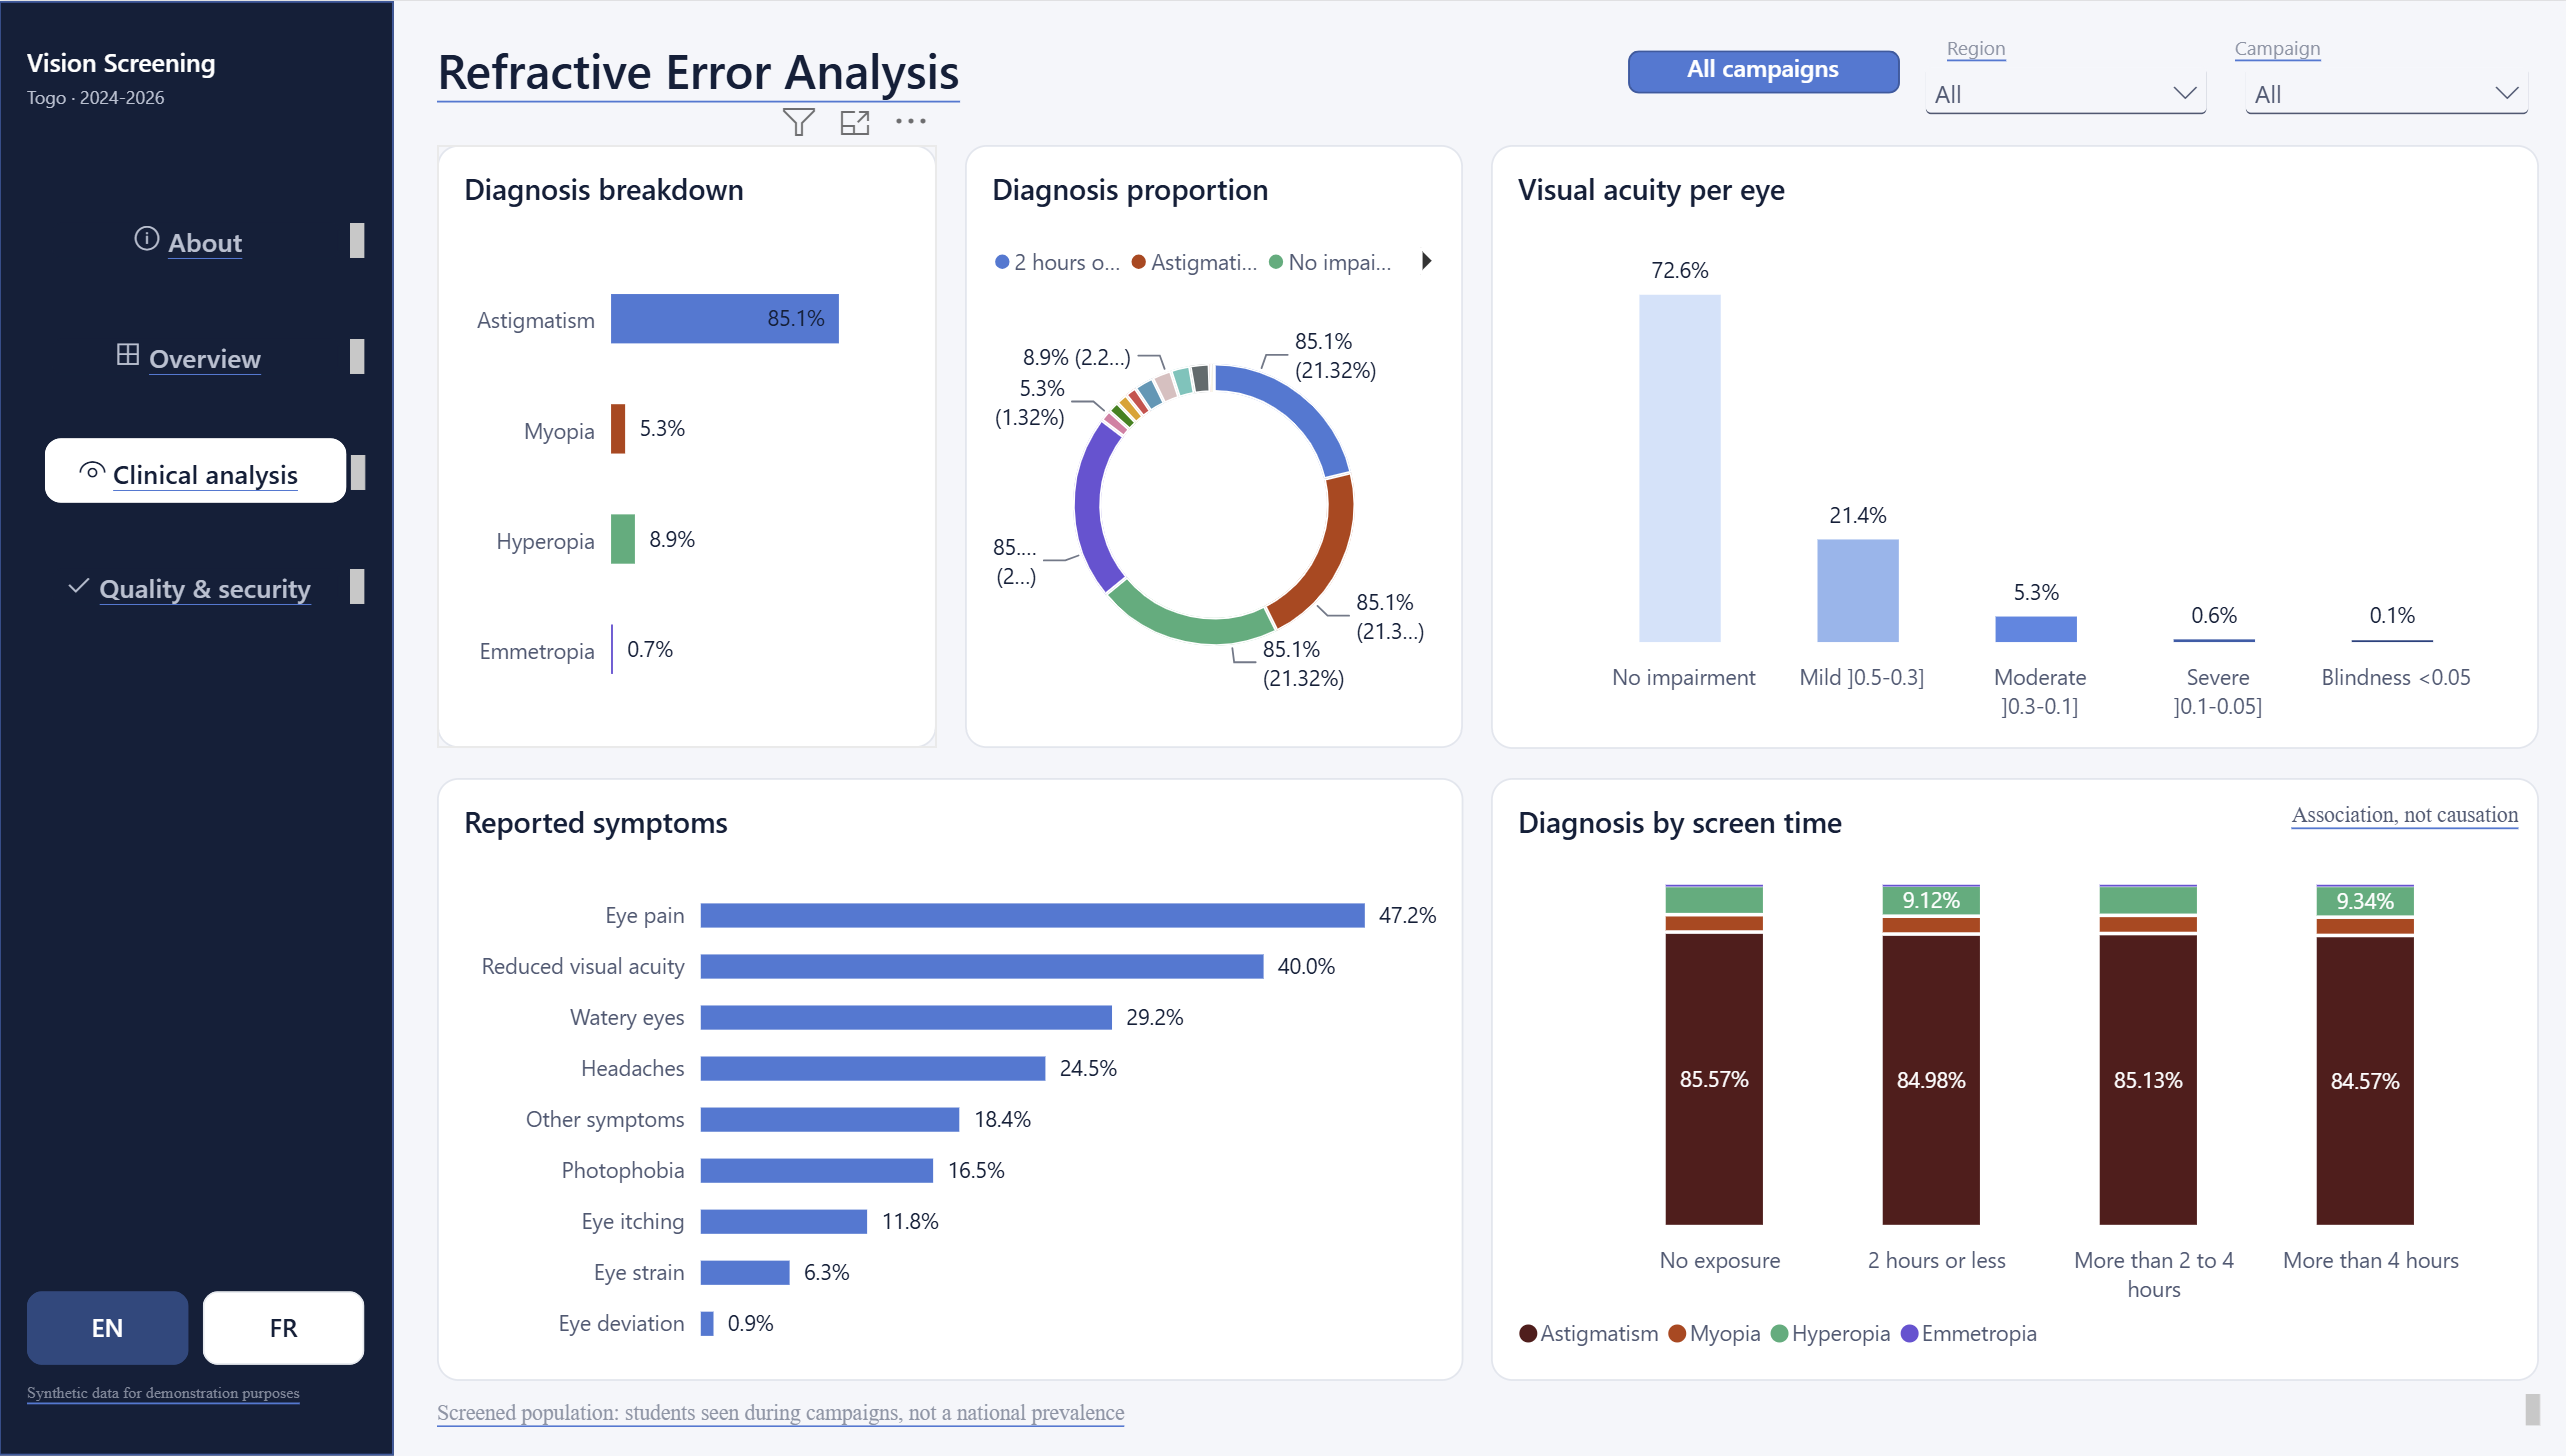 Vision Screening
Togo · 2024-2026
About
Overview
Clinical analysis
Quality & security
EN
FR
Synthetic data for demonstration purposes
Refractive Error Analysis
All campaigns
Region
All
Campaign
All
Diagnosis breakdown
Astigmatism
85.1%
Myopia
5.3%
Hyperopia
8.9%
Emmetropia
0.7%
Diagnosis proportion
2 hours o...
Astigmati...
No impai...
85.1%
(21.32%)
85.1%
(21.3...)
85.1%
(21.32%)
85....
(2...)
5.3%
(1.32%)
8.9% (2.2...)
Visual acuity per eye
72.6%
21.4%
5.3%
0.6%
0.1%
No impairment
Mild ]0.5-0.3]
Moderate
]0.3-0.1]
Severe
]0.1-0.05]
Blindness <0.05
Reported symptoms
Eye pain
47.2%
Reduced visual acuity
40.0%
Watery eyes
29.2%
Headaches
24.5%
Other symptoms
18.4%
Photophobia
16.5%
Eye itching
11.8%
Eye strain
6.3%
Eye deviation
0.9%
Diagnosis by screen time
Association, not causation
9.12%
9.34%
85.57%
84.98%
85.13%
84.57%
No exposure
2 hours or less
More than 2 to 4
hours
More than 4 hours
Astigmatism
Myopia
Hyperopia
Emmetropia
Screened population: students seen during campaigns, not a national prevalence